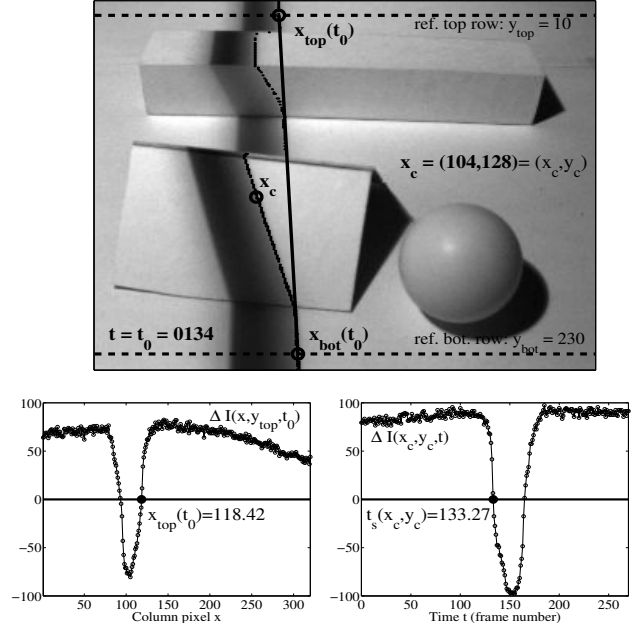 x_top(t_0)
ref. top row: y_top = 10
x_c = (104,128)= (x_c,y_c)
x_c
t = t_0 = 0134
x_bot(t_0)
ref. bot. row: y_bot = 230
100
50
0
−50
−100
Δ I(x,y_top,t_0)
x_top(t_0)=118.42
50 100 150 200 250 300
Column pixel x
100
50
0
−50
−100
Δ I(x_c,y_c,t)
t_s(x_c,y_c)=133.27
0 50 100 150 200 250
Time t (frame number)